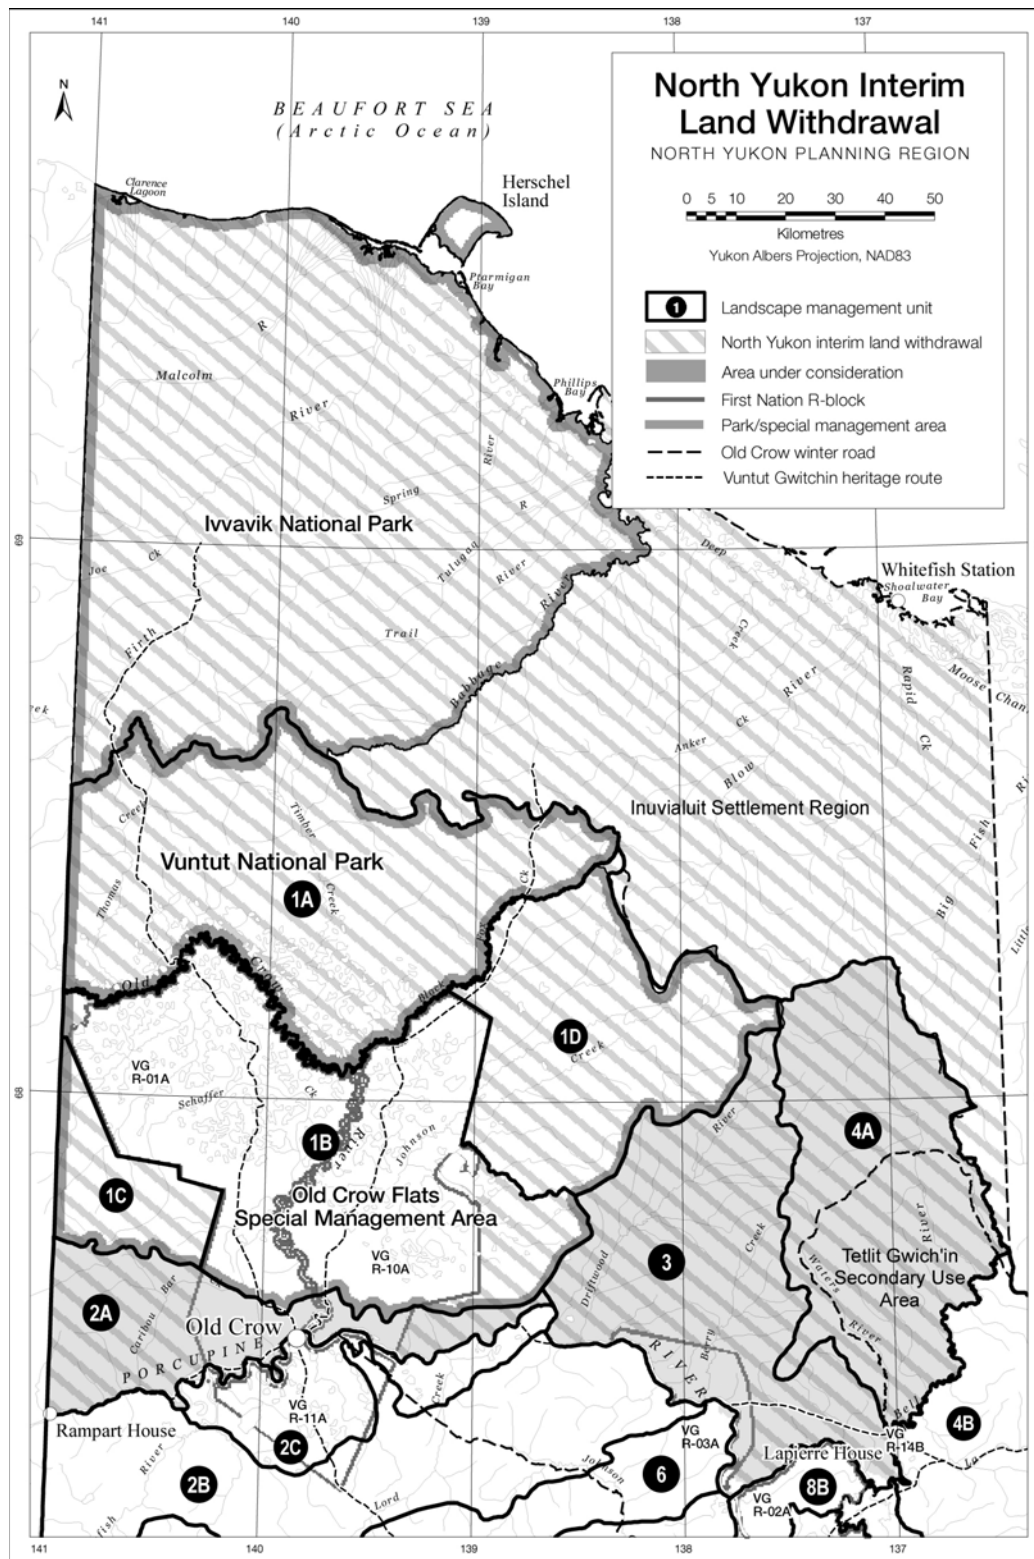 141
140
139
138
137
N
BEAUFORT SEA
(Arctic Ocean)
North Yukon Interim
Land Withdrawal
NORTH YUKON PLANNING REGION
0 5 10 20 30 40 50
Kilometres
Yukon Albers Projection, NAD83
1 Landscape management unit
North Yukon interim land withdrawal
Area under consideration
First Nation R-block
Park/special management area
Old Crow winter road
Vuntut Gwitchin heritage route
Clarence
Lagoon
Herschel
Island
Ptarmigan
Bay
R
Malcolm
River
Phillips
Bay
River
Spring
R
Ivvavik National Park
69
Joe Ck
Tulugaq
River
River
Deep
Whitefish Station
Shoalwater
Bay
Firth
Trail
Creek
Babbage
River
Rapid
Ck
Moose Chan
Anker Ck
Blow
Inuvialuit Settlement Region
Creek
Timber
Creek
Vuntut National Park
1A
Thomas
Ck
Fish
Big
Little
Old
Crow
Black
1D
Creek
VG
R-01A
68
Schaffer
Ck
1B
River
Johnson
River
4A
1C
Old Crow Flats
Special Management Area
VG
R-10A
3
Creek
Driftwood
River
Waters
River
Tetlit Gwich'in
Secondary Use
Area
2A
Caribou Bar
Old Crow
PORCUPINE
RIVER
Berry
Rampart House
VG
R-11A
2C
Creek
River
2B
Lord
Johnson
6
VG
R-03A
Lapierre House
8B
VG
R-02A
Bell
VG
R-14B
4B
141
140
139
138
137